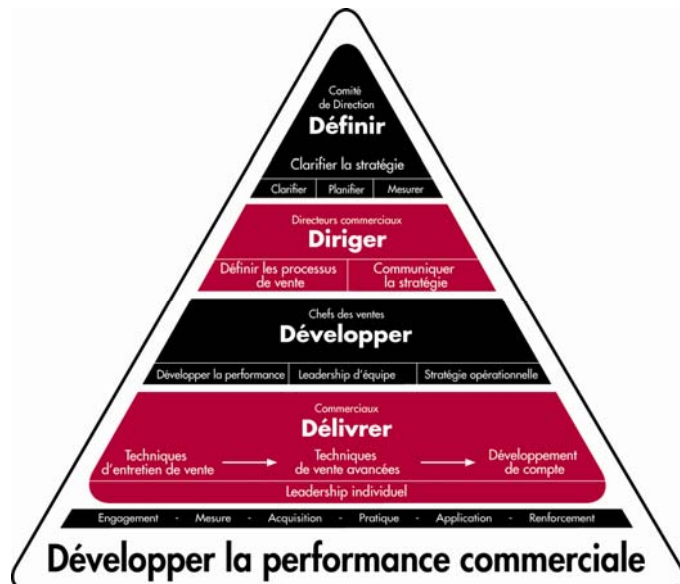 Comité
de Direction
Définir
Clarifier la stratégie
Clarifier Planifier Mesurer
Directeurs commerciaux
Diriger
Définir les processus
de vente
Communiquer
la stratégie
Chefs des ventes
Développer
Développer la performance Leadership d'équipe Stratégie opérationnelle
Commerciaux
Délivrer
Techniques
d'entretien de vente
Techniques
de vente avancées
Développement
de compte
Leadership individuel
Engagement - Mesure - Acquisition - Pratique - Application - Renforcement
Développer la performance commerciale